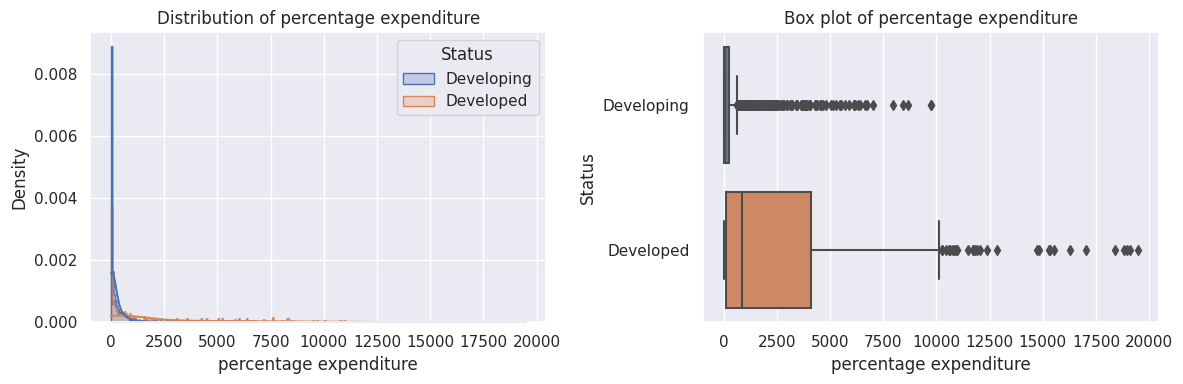 Distribution of percentage expenditure
Density
0.008
0.006
0.004
0.002
0.000
Status
Developing
Developed
0
2500
5000
7500
10000
12500
15000
17500
20000
percentage expenditure
Box plot of percentage expenditure
Status
Developing
Developed
0
2500
5000
7500
10000
12500
15000
17500
20000
percentage expenditure